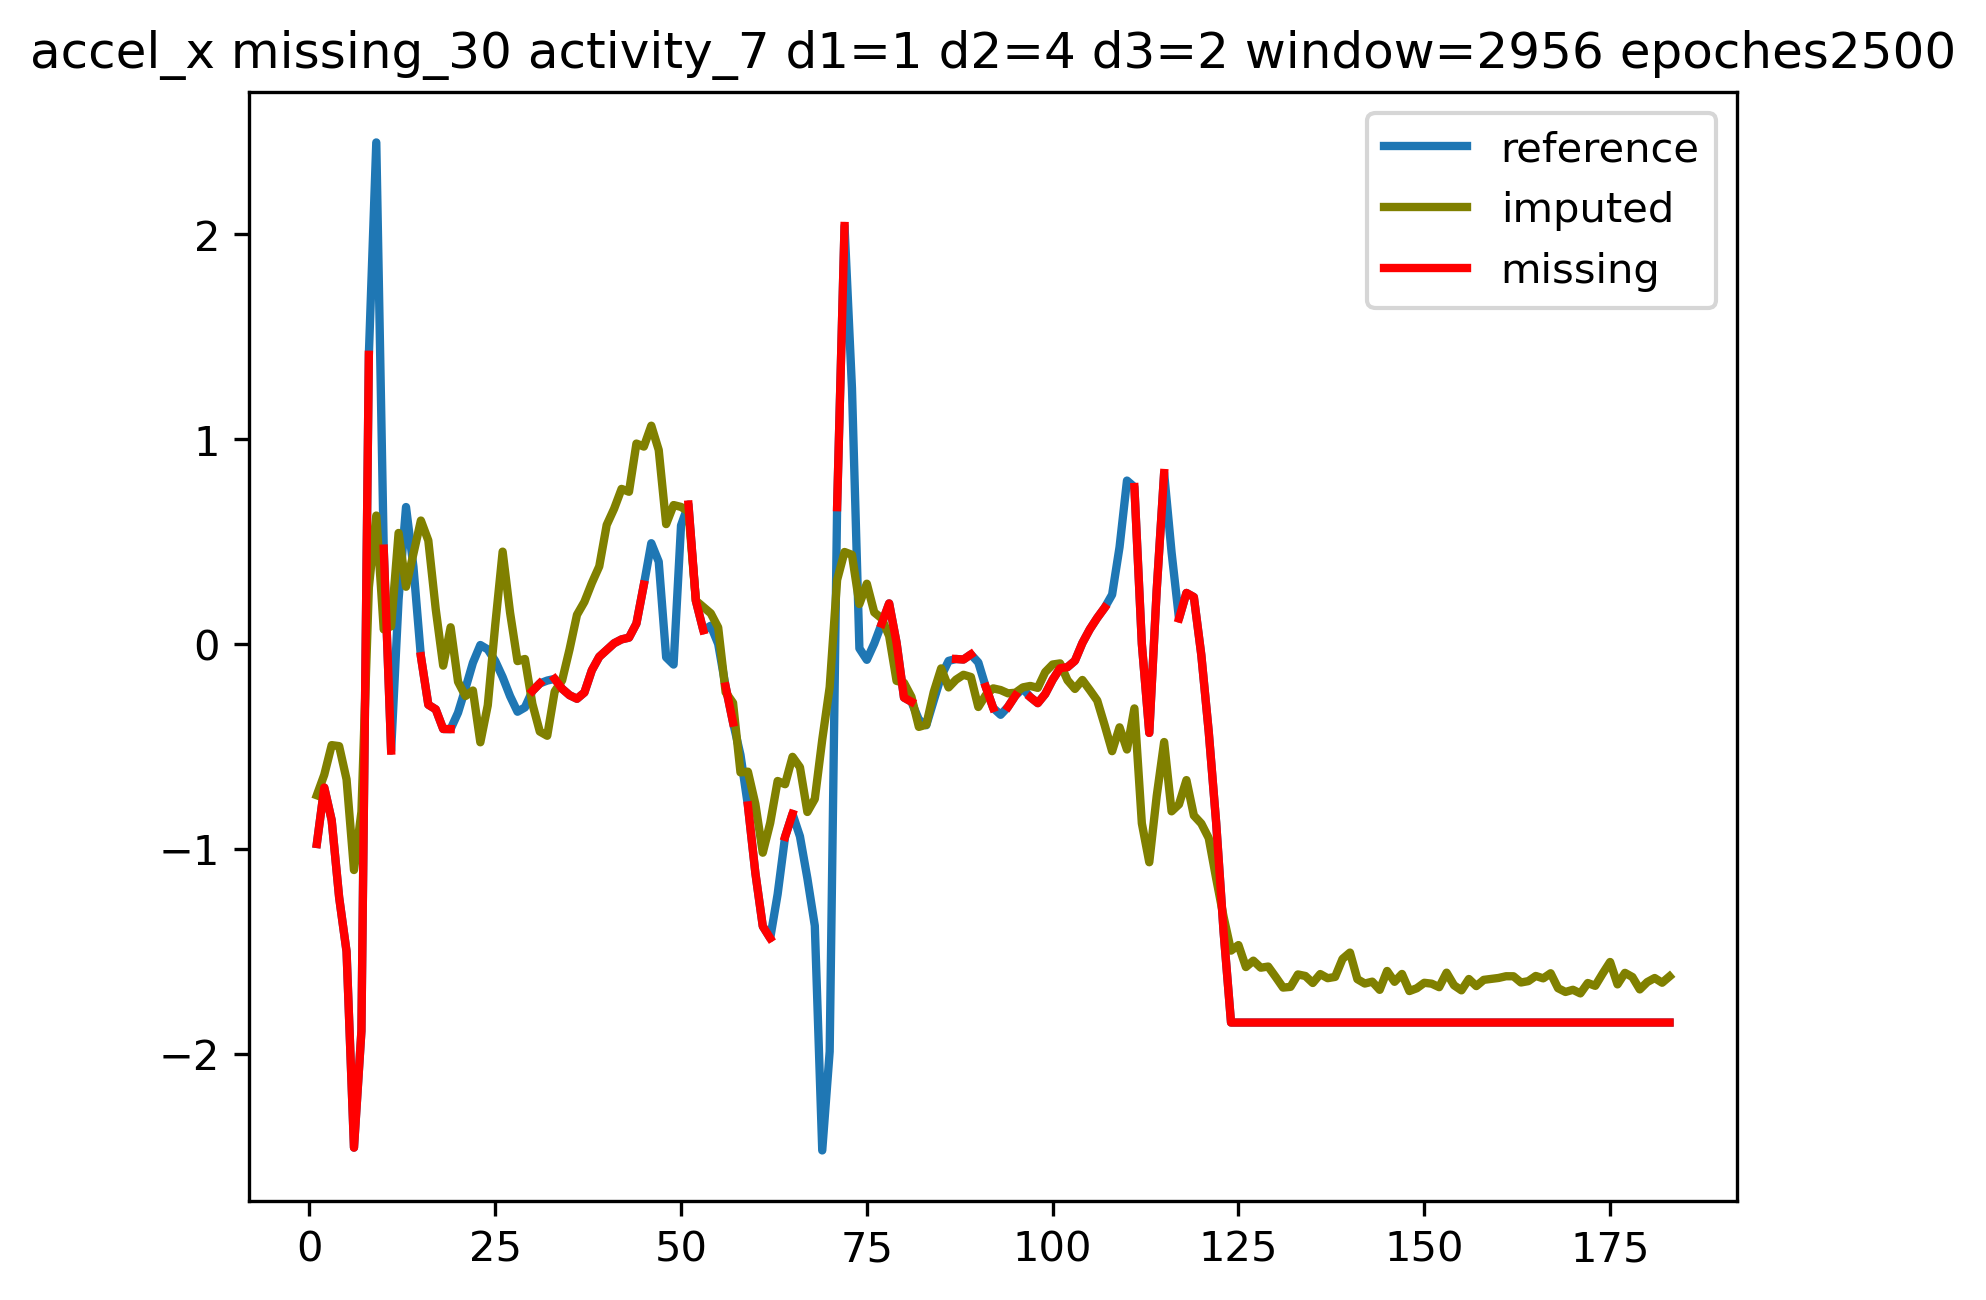 accel_x missing_30 activity_7 d1=1 d2=4 d3=2 window=2956 epoches2500
reference
imputed
missing
2
1
0
−1
−2
0 25 50 75 100 125 150 175